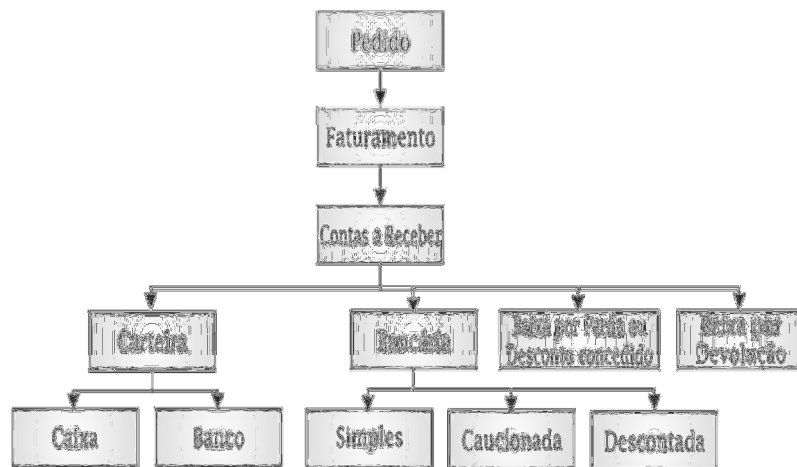 Pedido
Faturamento
Contas a Receber
Carteira
Bancária
Baixa por Perda ou
Desconto concedido
Baixa por
Devolução
Caixa
Banco
Simples
Caucionada
Descontada